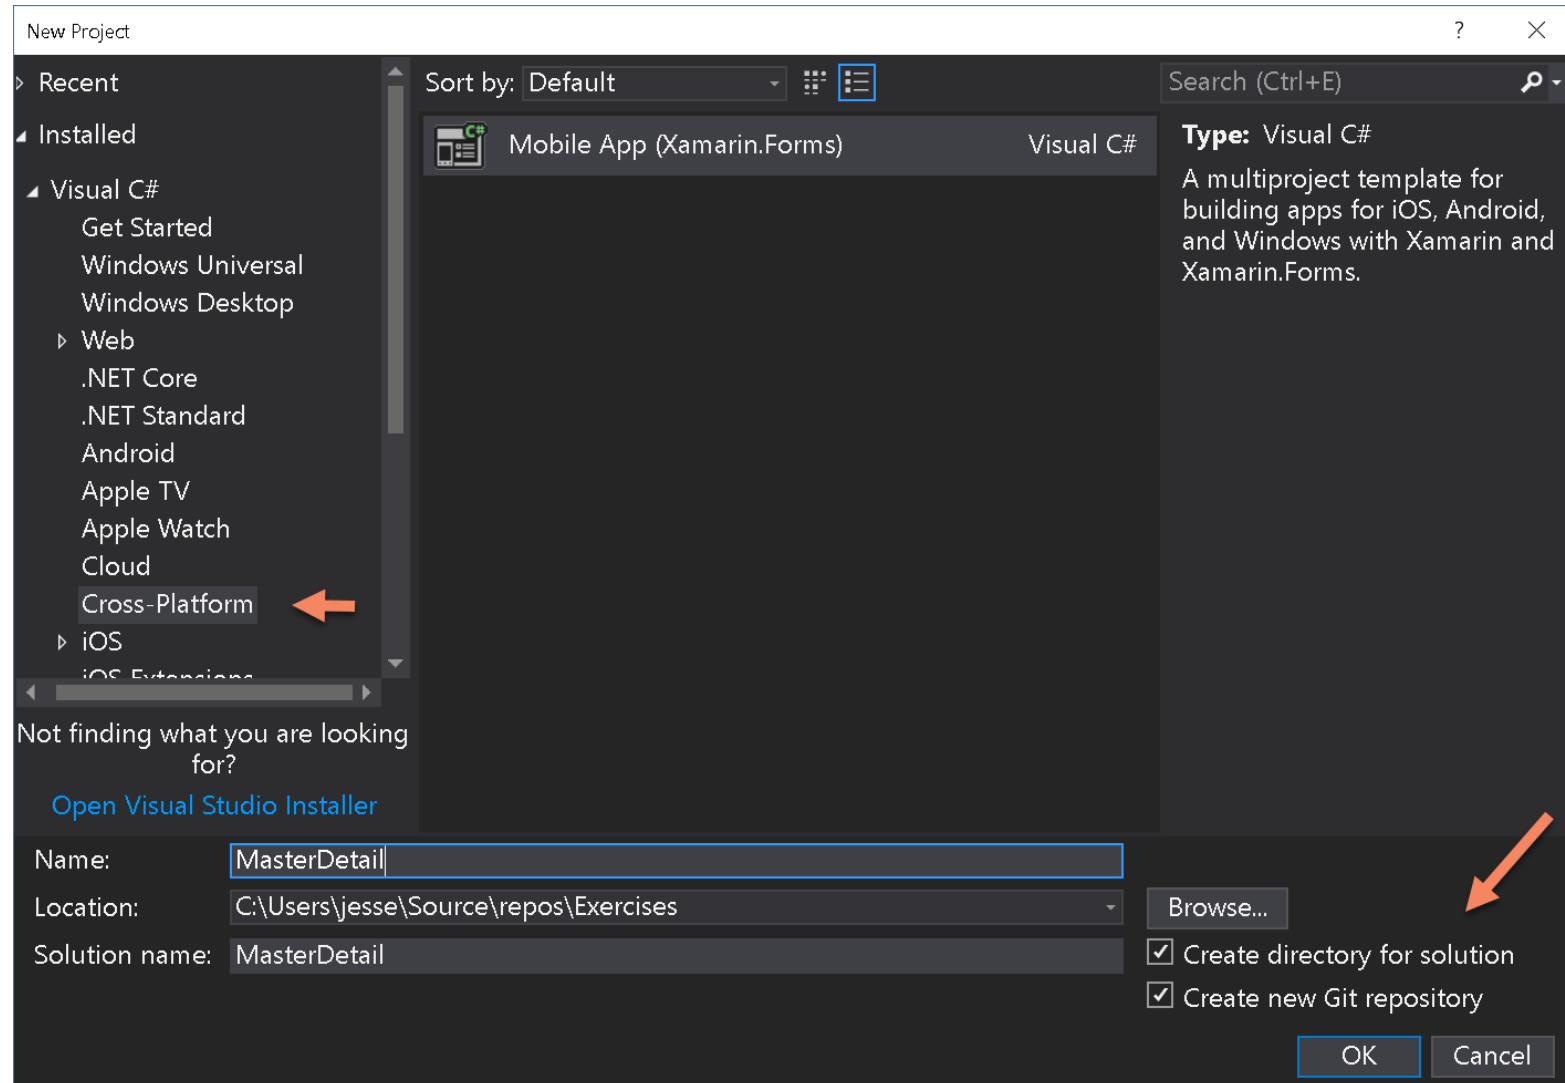 New Project
?
Recent
Installed
Visual C#
Get Started
Windows Universal
Windows Desktop
Web
.NET Core
.NET Standard
Android
Apple TV
Apple Watch
Cloud
Cross-Platform
iOS
iOS Extensions
Not finding what you are looking
for?
Open Visual Studio Installer
Sort by: Default
C#
Mobile App (Xamarin.Forms) Visual C#
Search (Ctrl+E)
Type: Visual C#
A multiproject template for
building apps for iOS, Android,
and Windows with Xamarin and
Xamarin.Forms.
Name: MasterDetail
Location: C:\Users\jesse\Source\repos\Exercises
Browse...
Solution name: MasterDetail
Create directory for solution
Create new Git repository
OK Cancel